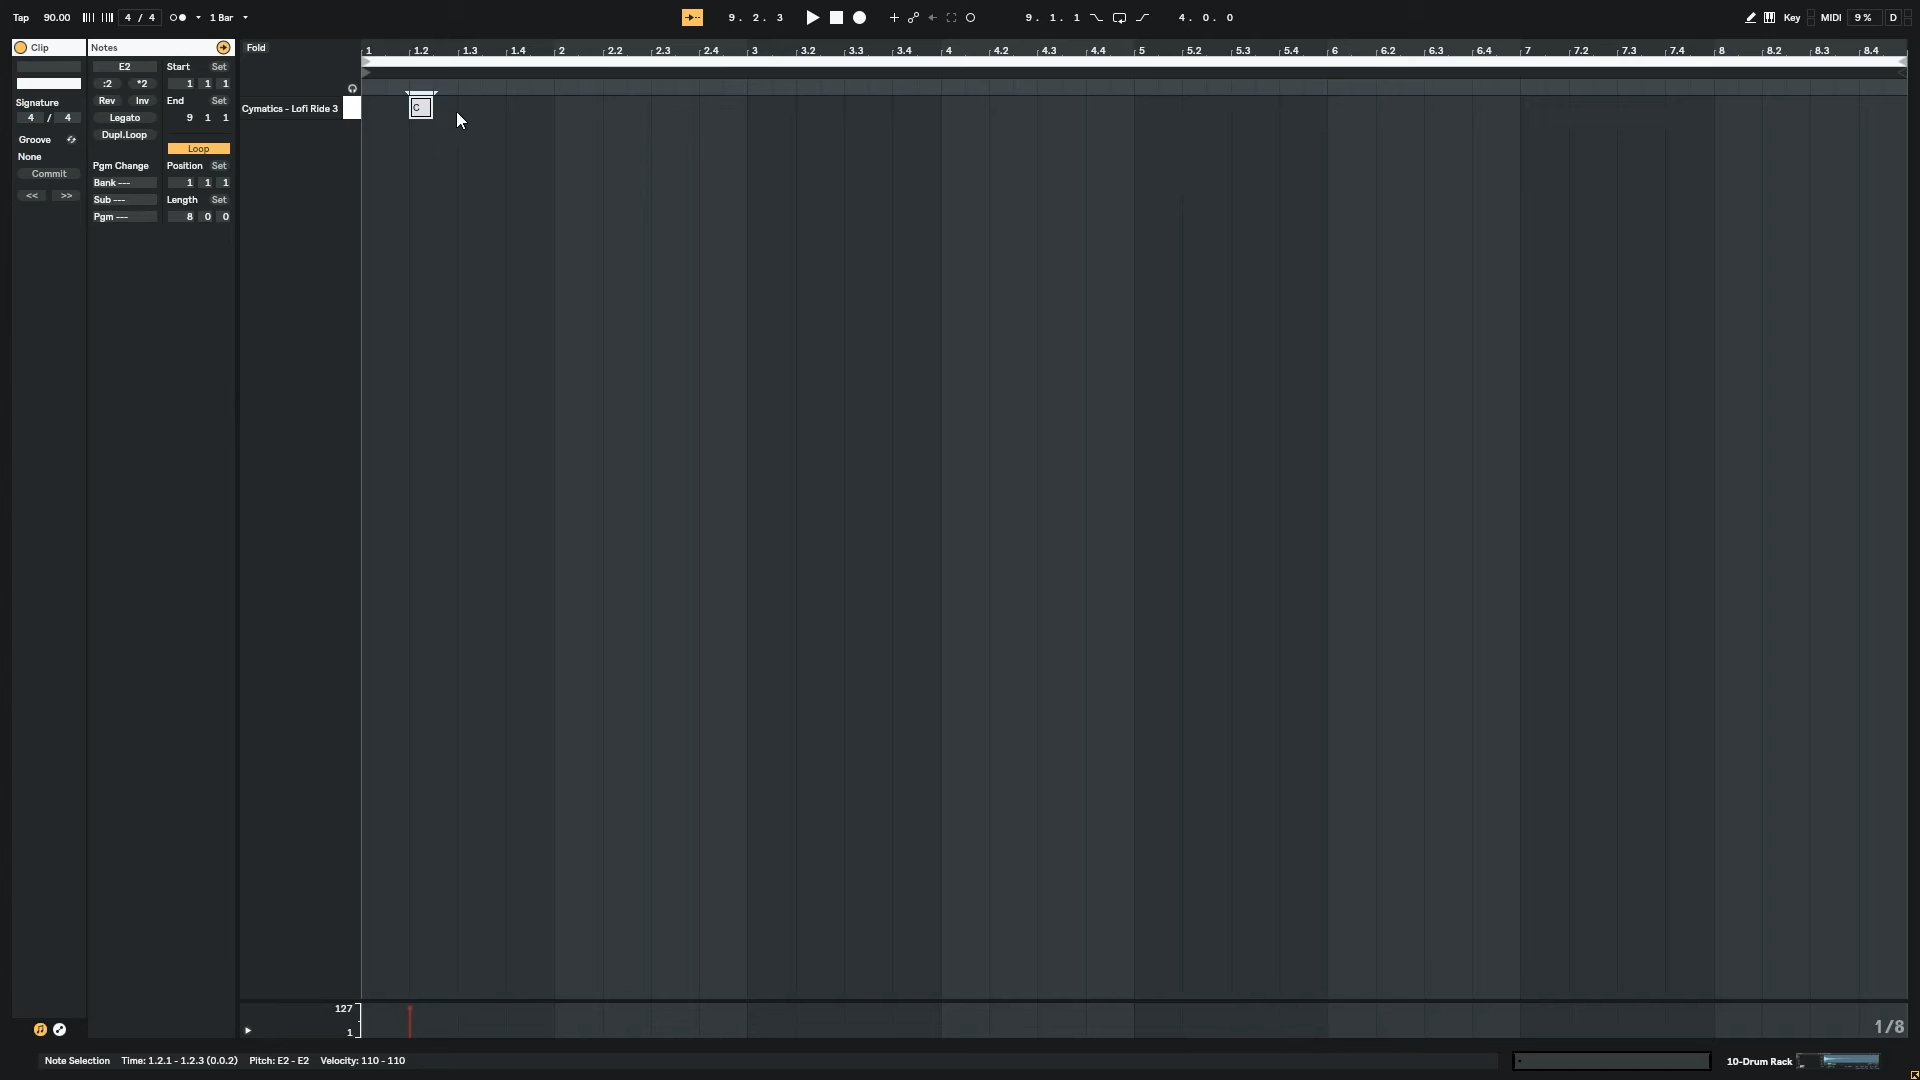 Tap 90.00 4 / 4 1 Bar 9. 2. 3 9. 1. 1 4. 0. 0 Key MIDI 9 % D
Clip Notes Fold 1 1.2 1.3 1.4 2 2.2 2.3 2.4 3 3.2 3.3 3.4 4 4.2 4.3 4.4 5 5.2 5.3 5.4 6 6.2 6.3 6.4 7 7.2 7.3 7.4 8 8.2 8.3 8.4
E2 Start Set
:2 *2 1 1 1
Signature Rev Inv End Set
Cymatics - Lofi Ride 3 C
4 / 4 Legato 9 1 1
Groove Dupl.Loop
None Loop
Commit Pgm Change Position Set
Bank --- 1 1 1
<< >> Sub --- Length Set
Pgm --- 8 0 0
127
1
1/8
Note Selection Time: 1.2.1 - 1.2.3 (0.0.2) Pitch: E2 - E2 Velocity: 110 - 110 10-Drum Rack